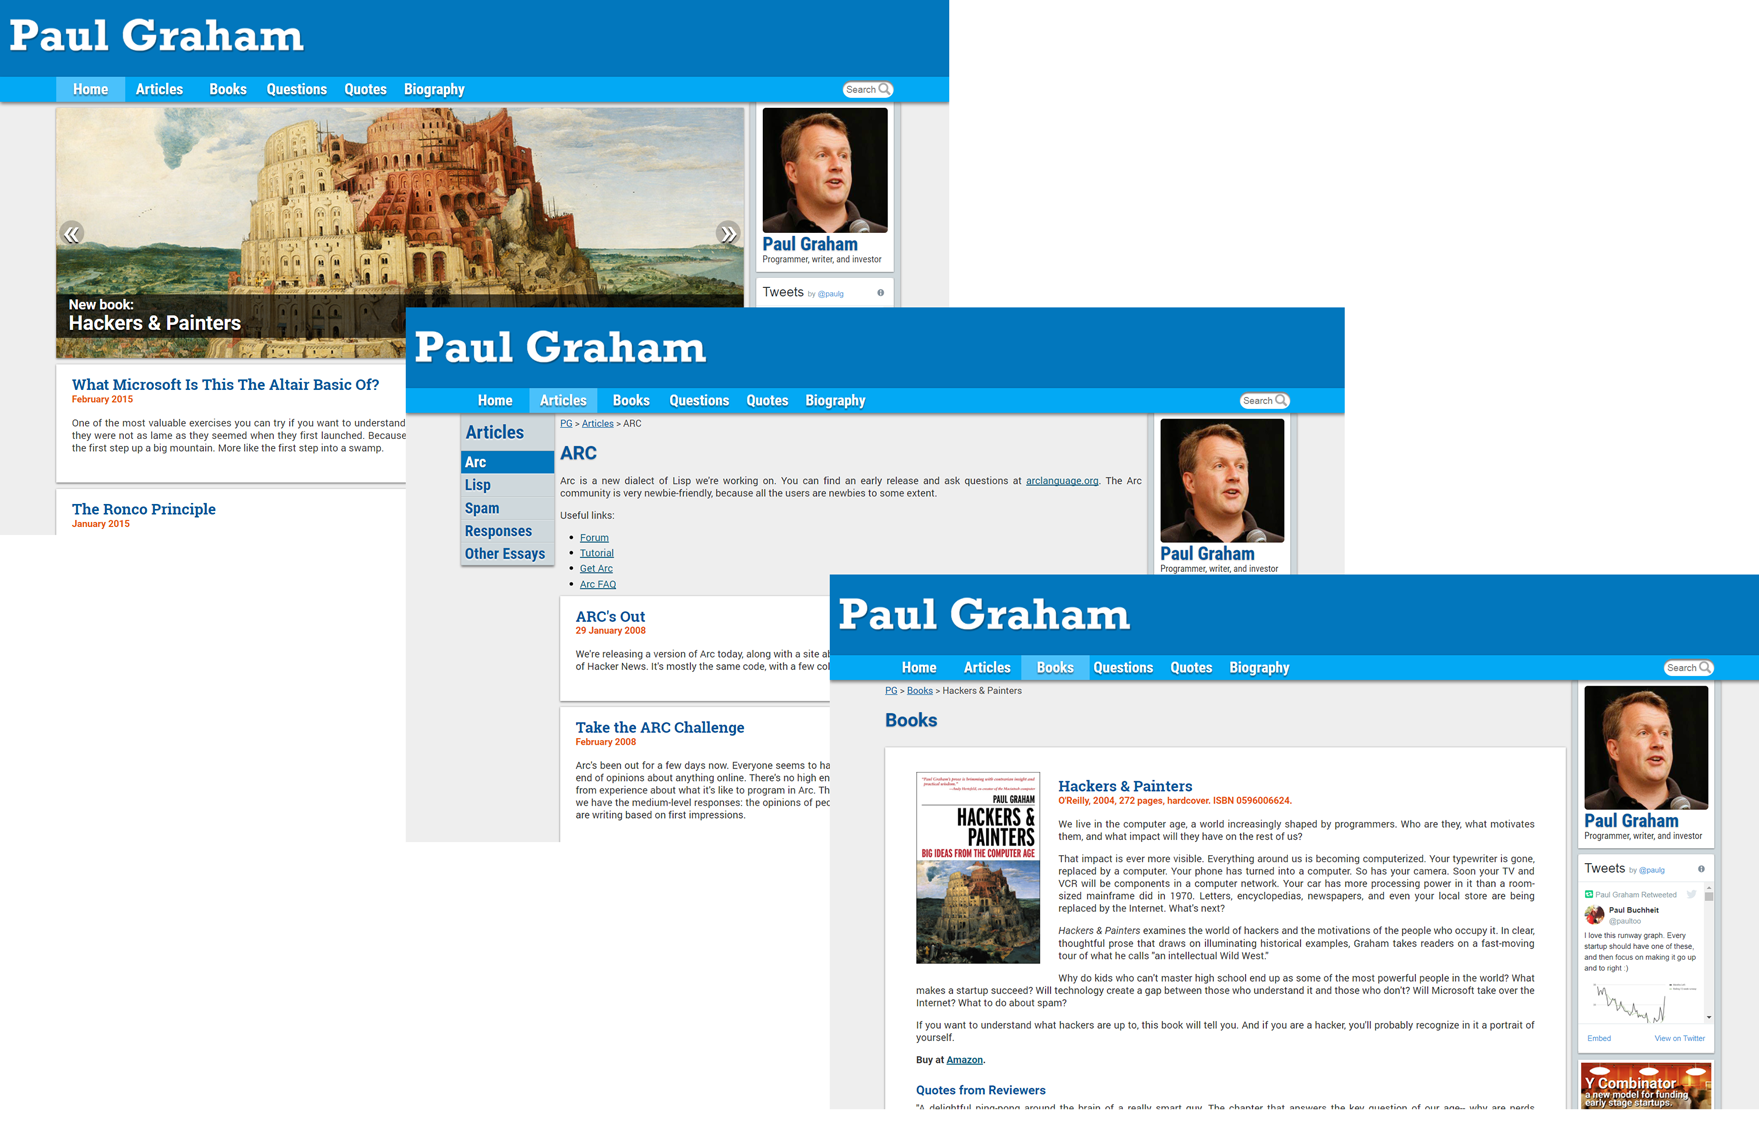 Paul Graham
Home Articles Books Questions Quotes Biography
Search
New book:
Hackers & Painters
Paul Graham
Programmer, writer, and investor
Tweets by @paulg
What Microsoft Is This The Altair Basic Of?
February 2015
One of the most valuable exercises you can try if you want to understand
they were not as lame as they seemed when they first launched. Because
the first step up a big mountain. More like the first step into a swamp.
The Ronco Principle
January 2015
Paul Graham
Home Articles Books Questions Quotes Biography
Search
Articles
Arc
Lisp
Spam
Responses
Other Essays
PG > Articles > ARC
ARC
Arc is a new dialect of Lisp we're working on. You can find an early release and ask questions at arclanguage.org. The Arc
community is very newbie-friendly, because all the users are newbies to some extent.
Useful links:
Forum
Tutorial
Get Arc
Arc FAQ
Paul Graham
Programmer, writer, and investor
ARC's Out
29 January 2008
We're releasing a version of Arc today, along with a site
of Hacker News. It's mostly the same code, with a few
Take the ARC Challenge
February 2008
Arc's been out for a few days now. Everyone seems to
end of opinions about anything online. There's no high
from experience about what it's like to program in Arc.
we have the medium-level responses: the opinions of
are writing based on first impressions.
Paul Graham
Home Articles Books Questions Quotes Biography
Search
PG > Books > Hackers & Painters
Books
PAUL GRAHAM
HACKERS &
PAINTERS
BIG IDEAS FROM THE COMPUTER AGE
Hackers & Painters
O'Reilly, 2004, 272 pages, hardcover. ISBN 0596006624.
We live in the computer age, a world increasingly shaped by programmers. Who are they, what motivates
them, and what impact will they have on the rest of us?
That impact is ever more visible. Everything around us is becoming computerized. Your typewriter is gone,
replaced by a computer. Your phone has turned into a computer. So has your camera. Soon your TV and
VCR will be components in a computer network. Your car has more processing power in it than a room-
sized mainframe did in 1970. Letters, encyclopedias, newspapers, and even your local store are being
replaced by the Internet. What's next?
Hackers & Painters examines the world of hackers and the motivations of the people who occupy it. In clear,
thoughtful prose that draws on illuminating historical examples, Graham takes readers on a fast-moving
tour of what he calls "an intellectual Wild West."
Why do kids who can't master high school end up as some of the most powerful people in the world? What
makes a startup succeed? Will technology create a gap between those who understand it and those who don't? Will Microsoft take over the
Internet? What to do about spam?
If you want to understand what hackers are up to, this book will tell you. And if you are a hacker, you'll probably recognize in it a portrait of
yourself.
Buy at Amazon.
Quotes from Reviewers
"A delightful ping-pong around the brain of a really smart guy. The chapter that answers the key question of our age-- why are nerds
Paul Graham
Programmer, writer, and investor
Tweets by @paulg
Paul Graham Retweeted
Paul Buchheit
@paultoo
I love this runway graph. Every
startup should have one of these,
and then focus on making it go up
and to right :)
Embed View on Twitter
Y Combinator
a new model for funding
early stage startups.